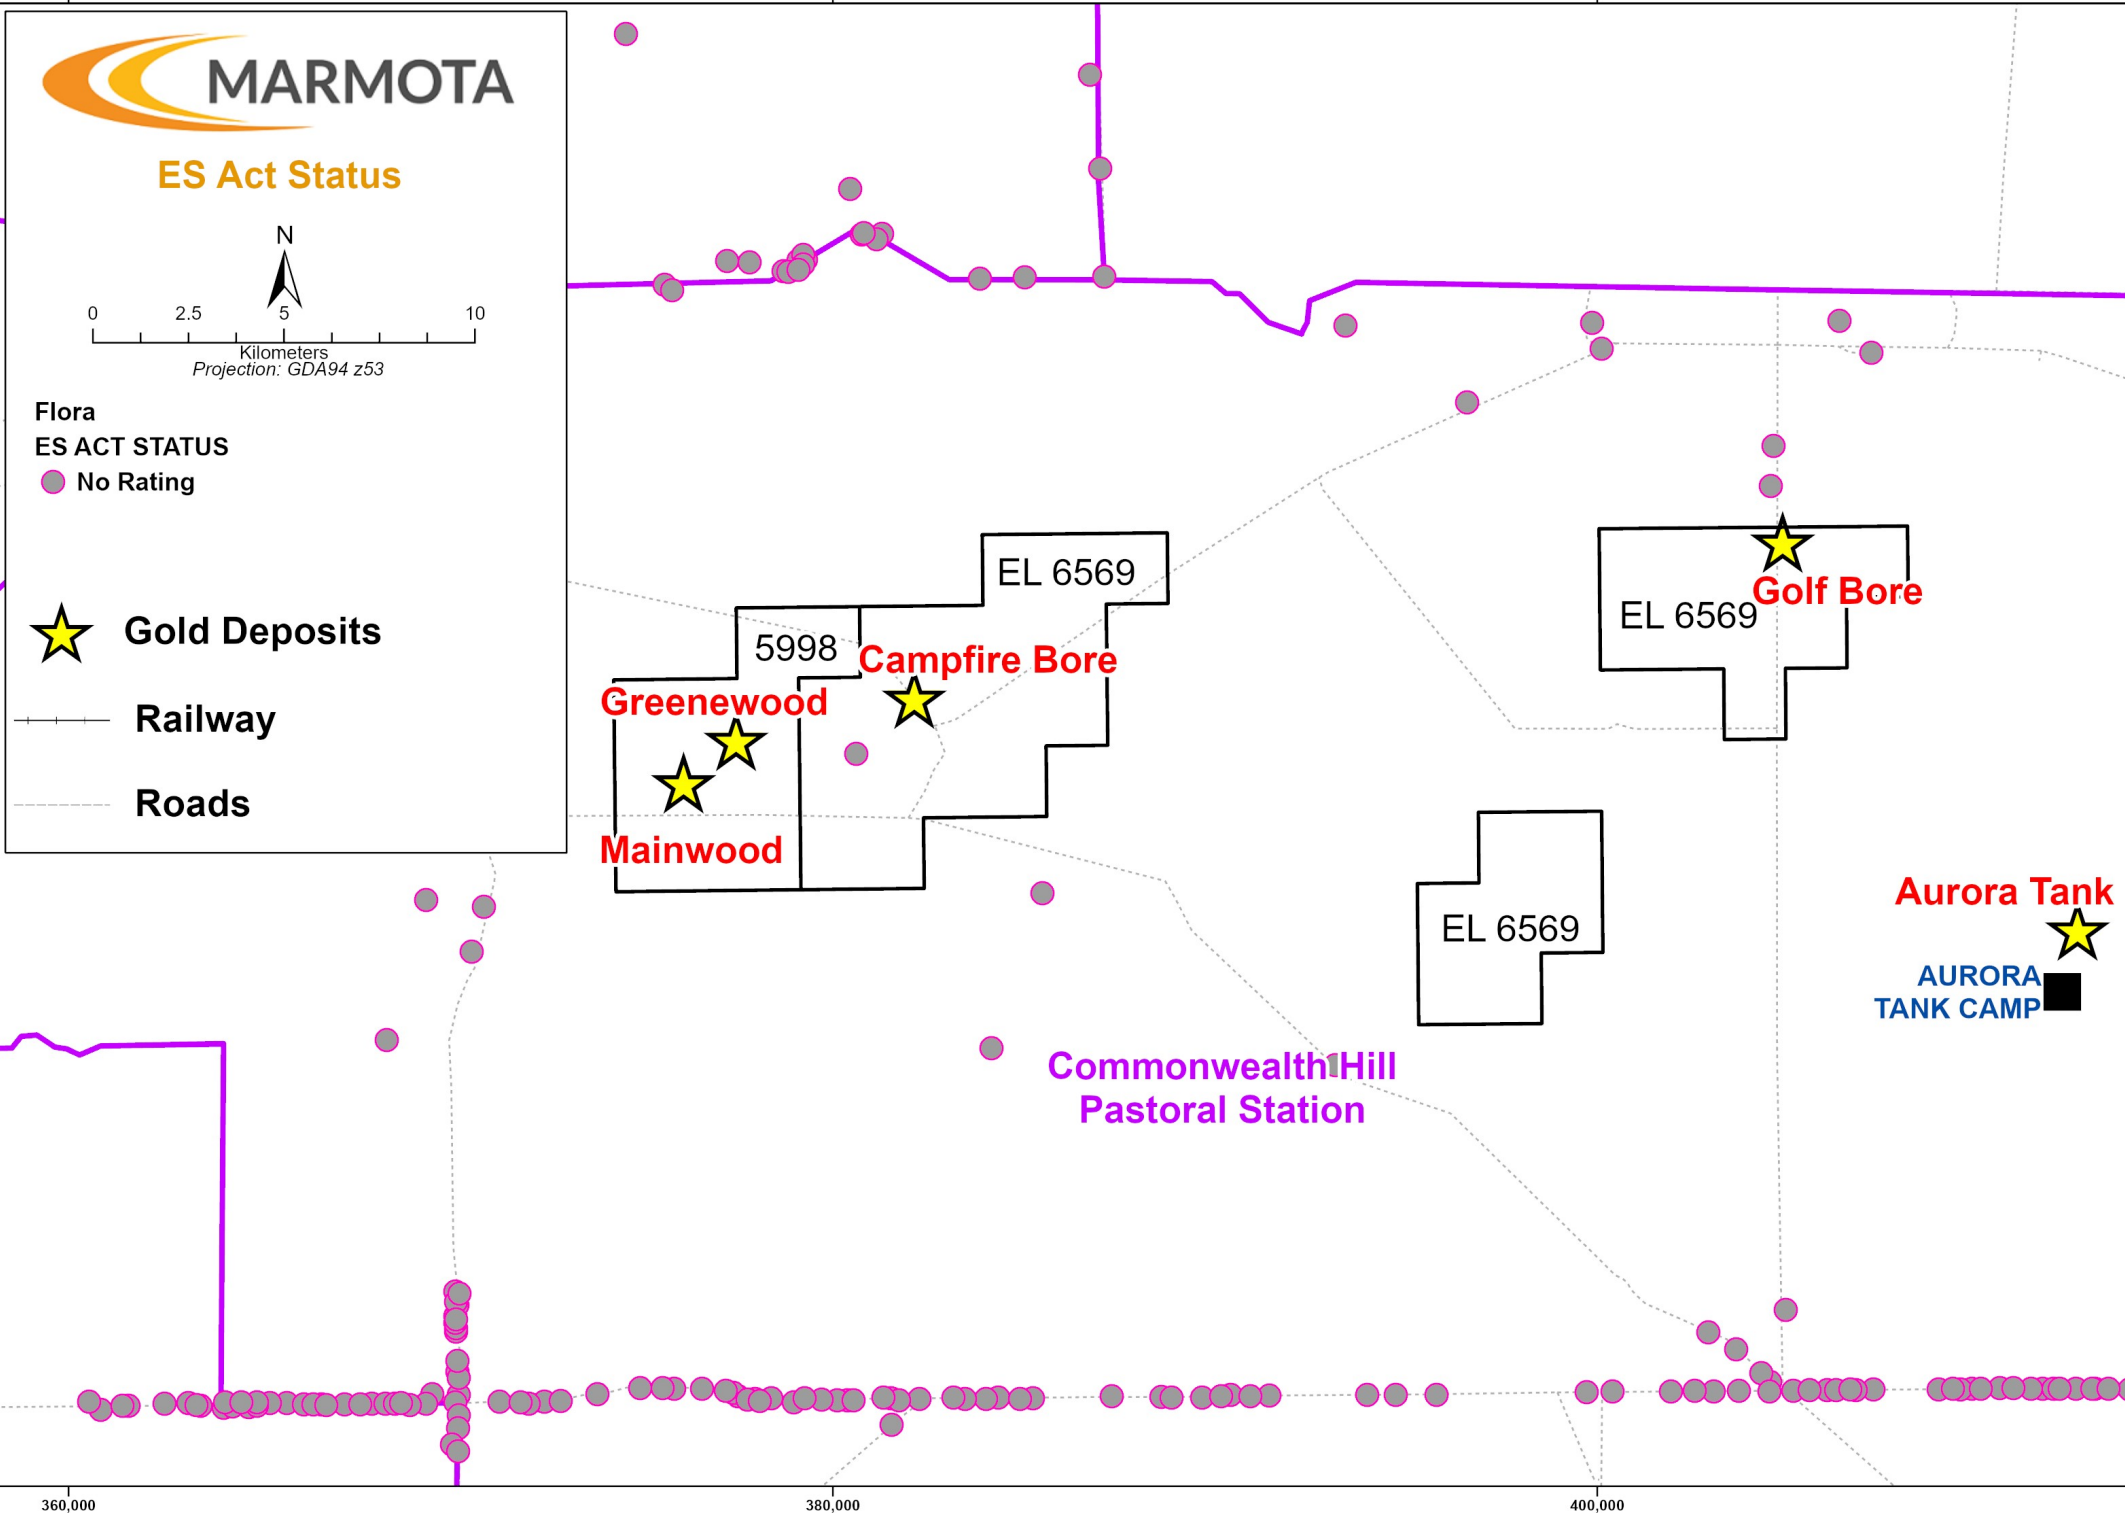 MARMOTA
ES Act Status
N
0 2.5 5 10
Kilometers
Projection: GDA94 z53
Flora
ES ACT STATUS
No Rating
Gold Deposits
Railway
Roads
EL 6569
5998
Campfire Bore
Greenewood
Mainwood
EL 6569
Golf Bore
EL 6569
Aurora Tank
AURORA
TANK CAMP
Commonwealth Hill
Pastoral Station
360,000 380,000 400,000